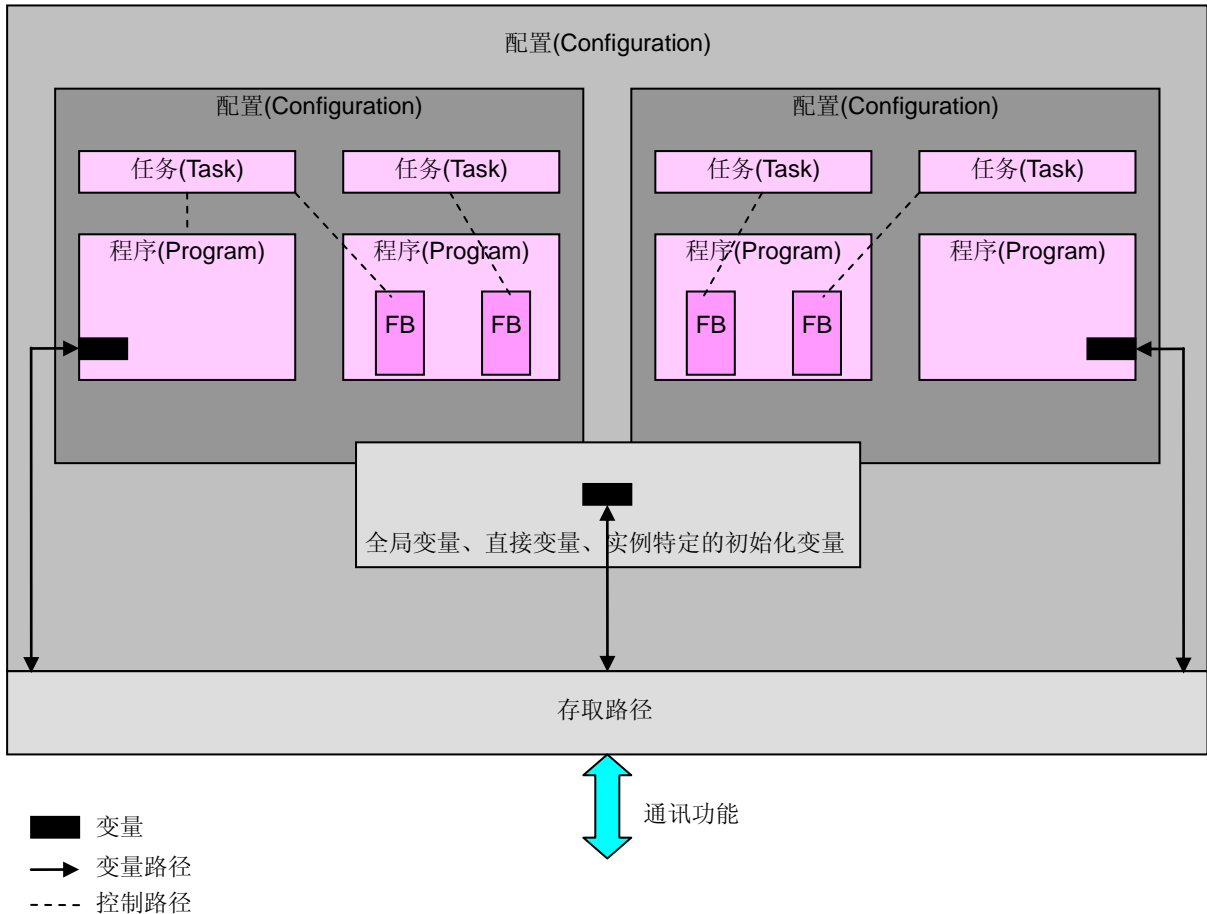 配置(Configuration)
配置(Configuration)
配置(Configuration)
任务(Task)
任务(Task)
任务(Task)
任务(Task)
程序(Program)
程序(Program)
程序(Program)
程序(Program)
FB
FB
FB
FB
全局变量、直接变量、实例特定的初始化变量
存取路径
通讯功能
变量
变量路径
控制路径